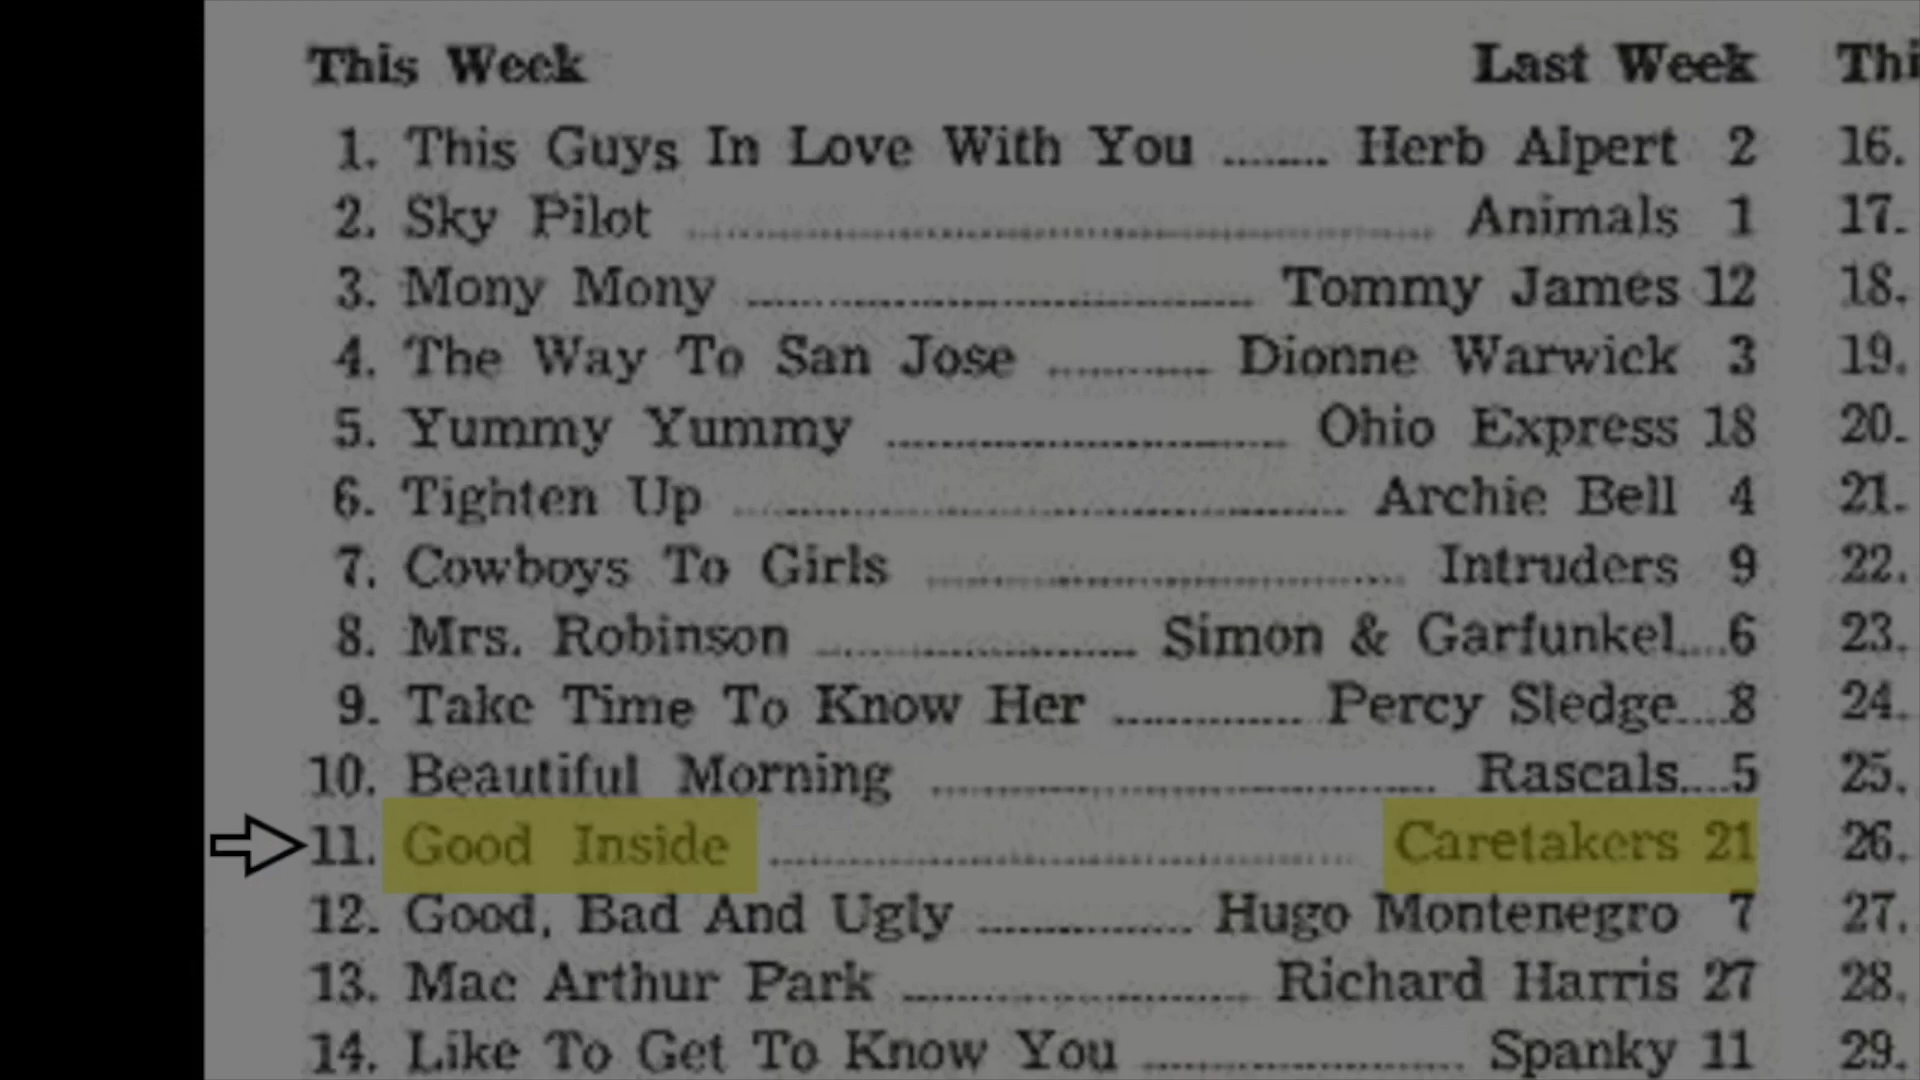 This Week Last Week Thi
1. This Guys In Love With You ........ Herb Alpert 2 16.
2. Sky Pilot ........ Animals 1 17.
3. Mony Mony ........ Tommy James 12 18.
4. The Way To San Jose ........ Dionne Warwick 3 19.
5. Yummy Yummy ........ Ohio Express 18 20.
6. Tighten Up ........ Archie Bell 4 21.
7. Cowboys To Girls ........ Intruders 9 22.
8. Mrs. Robinson ........ Simon & Garfunkel....6 23.
9. Take Time To Know Her ........ Percy Sledge....8 24.
10. Beautiful Morning ........ Rascals....5 25.
11. Good Inside ........ Caretakers 21 26.
12. Good, Bad And Ugly ........ Hugo Montenegro 7 27.
13. Mac Arthur Park ........ Richard Harris 27 28.
14. Like To Get To Know You ........ Spanky 11 29.